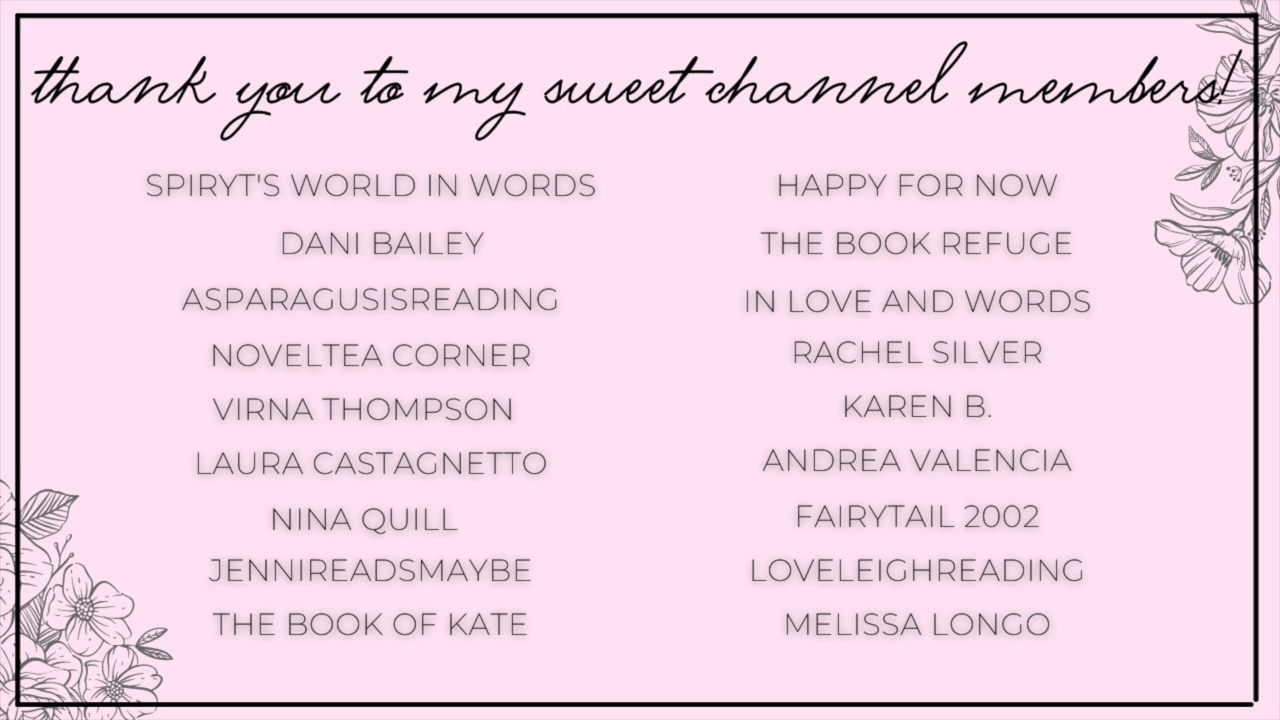 thank you to my sweet channel members!
SPIRYT'S WORLD IN WORDS
DANI BAILEY
ASPARAGUSISREADING
NOVELTEA CORNER
VIRNA THOMPSON
LAURA CASTAGNETTO
NINA QUILL
JENNIREADSMAYBE
THE BOOK OF KATE
HAPPY FOR NOW
THE BOOK REFUGE
IN LOVE AND WORDS
RACHEL SILVER
KAREN B.
ANDREA VALENCIA
FAIRYTAIL 2002
LOVELEIGHREADING
MELISSA LONGO